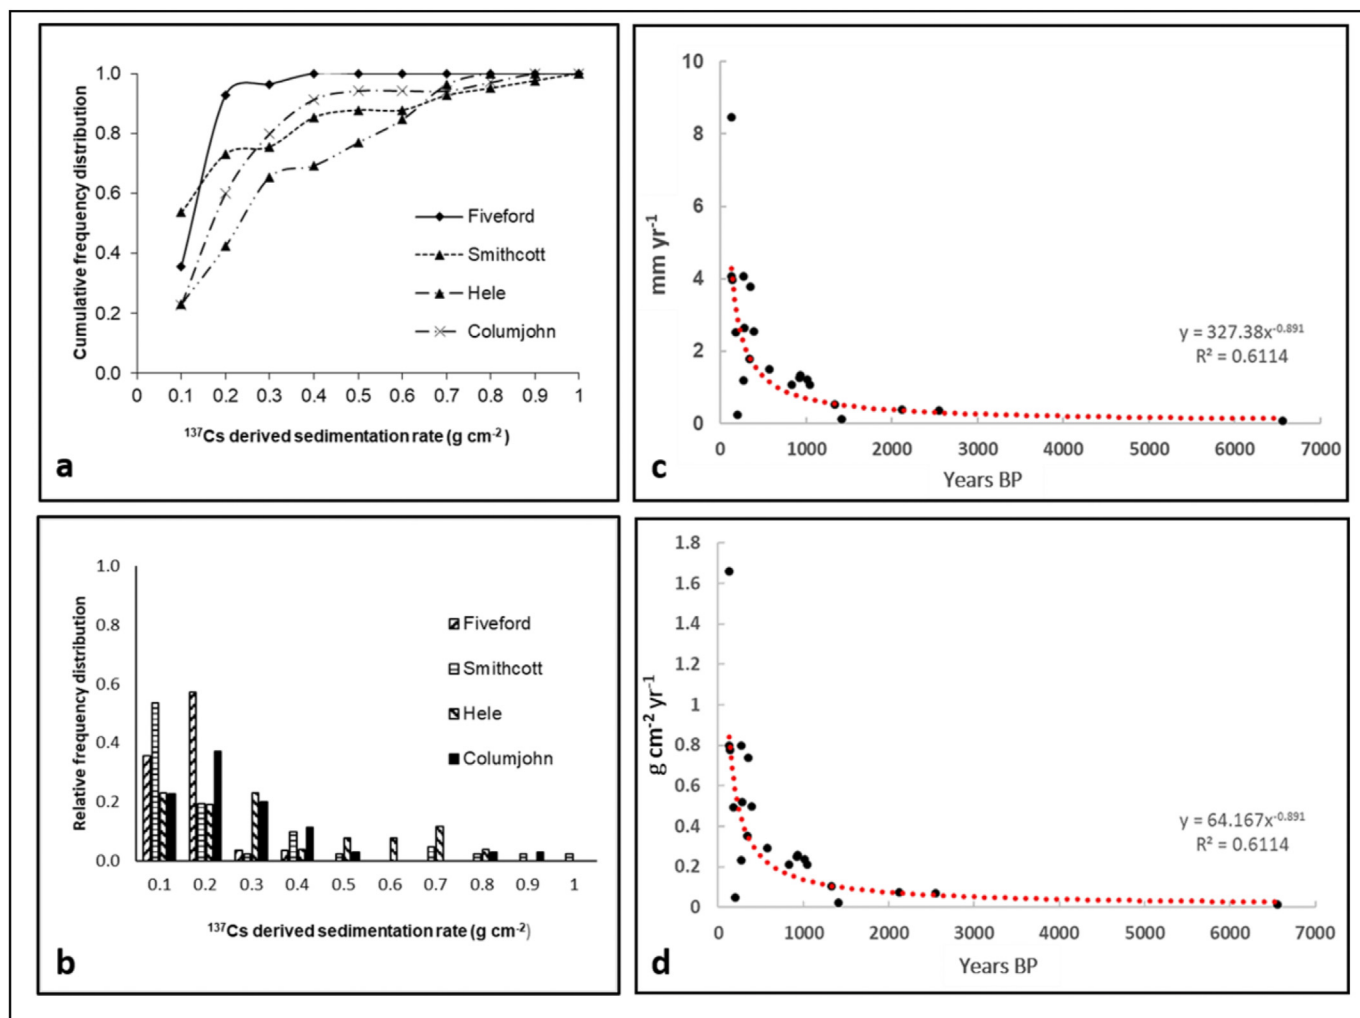 Cumulative frequency distribution
1.0
0.8
0.6
0.4
0.2
0.0
Fiveford
Smithcott
Hele
Columjohn
0 0.1 0.2 0.3 0.4 0.5 0.6 0.7 0.8 0.9 1
¹³⁷Cs derived sedimentation rate (g cm⁻²)
a
Relative frequency distribution
1.0
0.8
0.6
0.4
0.2
0.0
Fiveford
Smithcott
Hele
Columjohn
0.1 0.2 0.3 0.4 0.5 0.6 0.7 0.8 0.9 1
¹³⁷Cs derived sedimentation rate (g cm⁻²)
b
mm yr⁻¹
10
8
6
4
2
0
y = 327.38x^-0.891
R² = 0.6114
0 1000 2000 3000 4000 5000 6000 7000
Years BP
c
g cm⁻² yr⁻¹
1.8
1.6
1.4
1.2
1
0.8
0.6
0.4
0.2
0
y = 64.167x^-0.891
R² = 0.6114
0 1000 2000 3000 4000 5000 6000 7000
Years BP
d